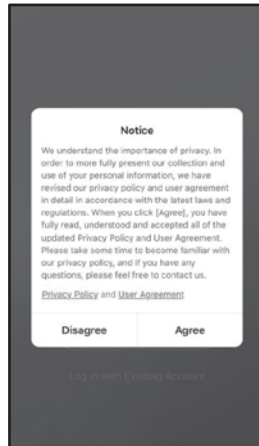 Notice
We understand the importance of privacy. In
order to more fully present our collection and
use of your personal information, we have
revised our privacy policy and user agreement
in detail in accordance with the latest laws and
regulations. When you click [Agree], you have
fully read, understood and accepted all of the
updated Privacy Policy and User Agreement.
Please take some time to become familiar with
our privacy policy, and if you have any
questions, please feel free to contact us.
Privacy Policy and User Agreement
Disagree Agree
Log In with Existing Account